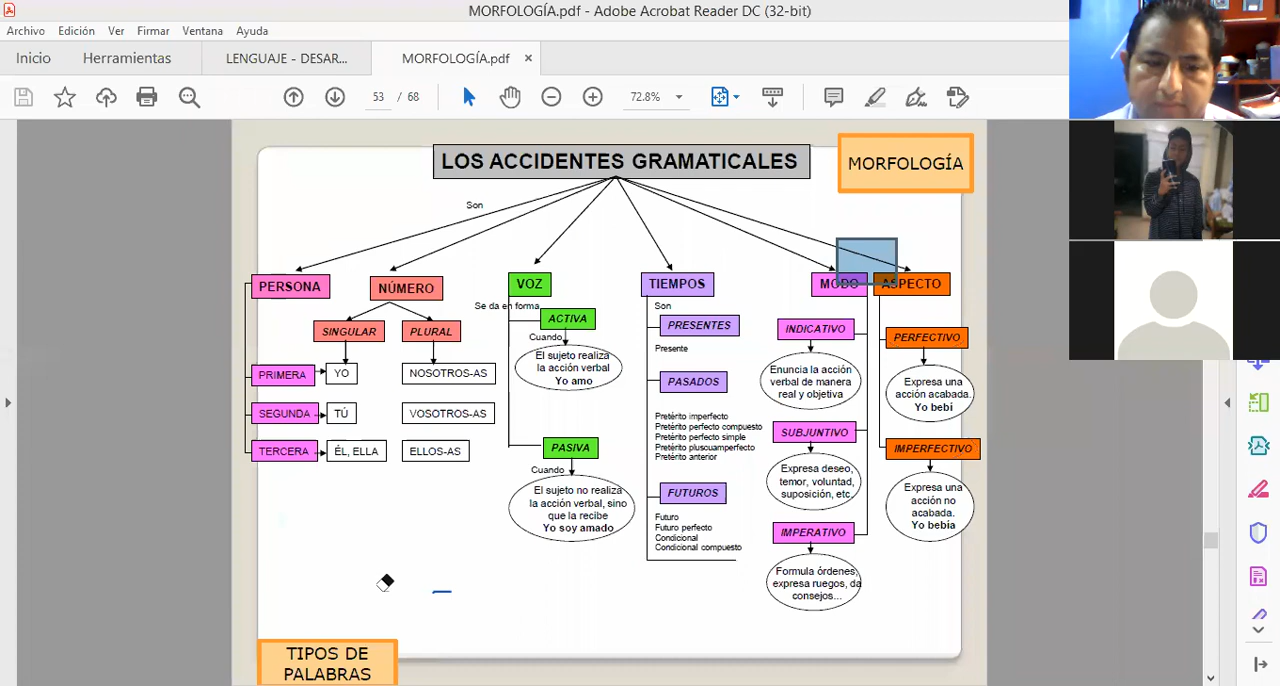 MORFOLOGÍA.pdf - Adobe Acrobat Reader DC (32-bit)
Archivo Edición Ver Firmar Ventana Ayuda
Inicio Herramientas LENGUAJE - DESAR... MORFOLOGÍA.pdf ×
53 / 68 72.8%
LOS ACCIDENTES GRAMATICALES
MORFOLOGÍA
Son
PERSONA
NÚMERO
VOZ
TIEMPOS
MODO
ASPECTO
SINGULAR
PLURAL
PRIMERA
YO
NOSOTROS-AS
SEGUNDA
TÚ
VOSOTROS-AS
TERCERA
ÉL, ELLA
ELLOS-AS
Se da en forma
ACTIVA
Cuando
El sujeto realiza
la acción verbal
Yo amo
PASIVA
Cuando
El sujeto no realiza
la acción verbal, sino
que la recibe
Yo soy amado
Son
PRESENTES
Presente
PASADOS
Pretérito imperfecto
Pretérito perfecto compuesto
Pretérito perfecto simple
Pretérito pluscuamperfecto
Pretérito anterior
FUTUROS
Futuro
Futuro perfecto
Condicional
Condicional compuesto
INDICATIVO
Enuncia la acción
verbal de manera
real y objetiva
SUBJUNTIVO
Expresa deseo,
temor, voluntad,
suposición, etc.
IMPERATIVO
Formula órdenes,
expresa ruegos, da
consejos...
PERFECTIVO
Expresa una
acción acabada.
Yo bebí
IMPERFECTIVO
Expresa una
acción no
acabada.
Yo bebía
TIPOS DE
PALABRAS